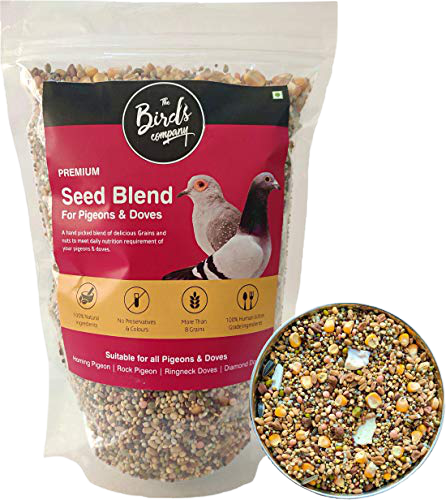 The
Birds
company
PREMIUM
Seed Blend
For Pigeons & Doves
A hand picked blend of delicious Grains and
nuts to meet daily nutrition requirement of
your pigeons & doves.
100% Natural
Ingredients
No Preservatives
& Colours
More Than
8 Grains
100% Human
Grade Ingredients
Suitable for all Pigeons & Doves
Homing Pigeon | Rock Pigeon | Ringneck Doves | Diamond Do